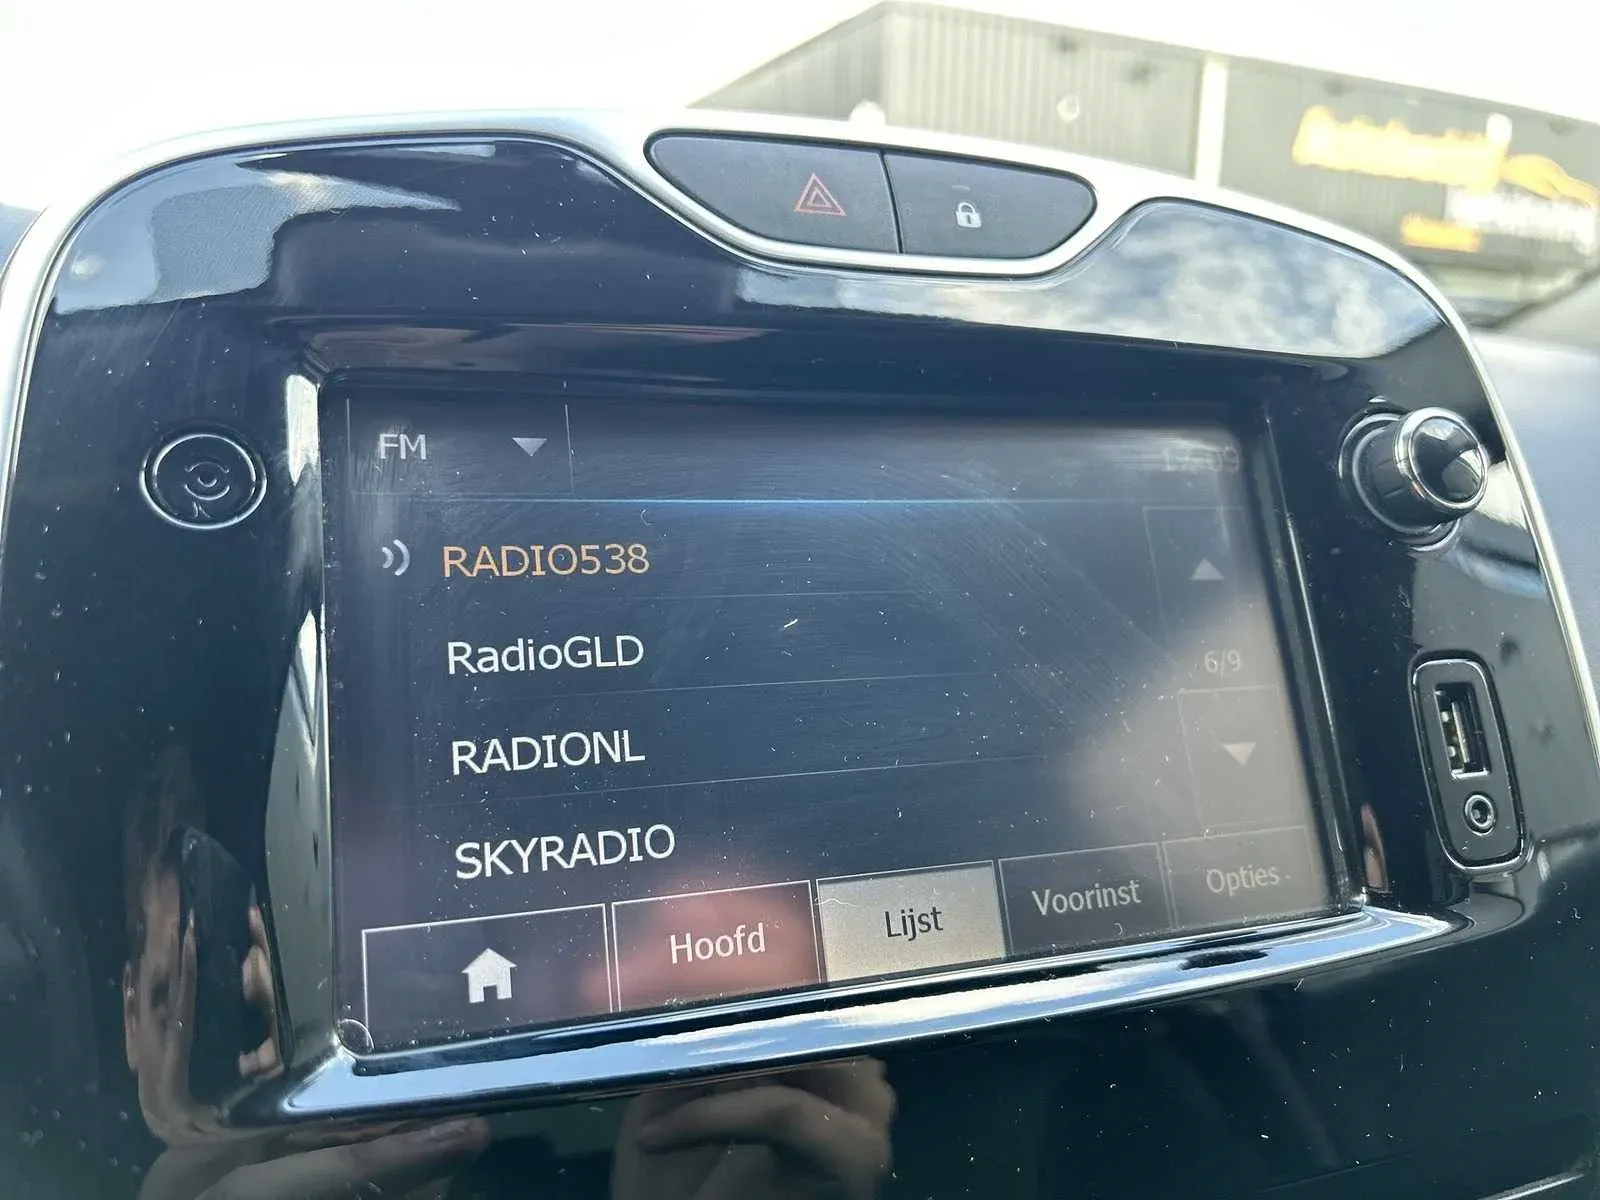 FM
RADIO538
RadioGLD
6/9
RADIONL
SKYRADIO
Hoofd
Lijst
Voorinst
Opties